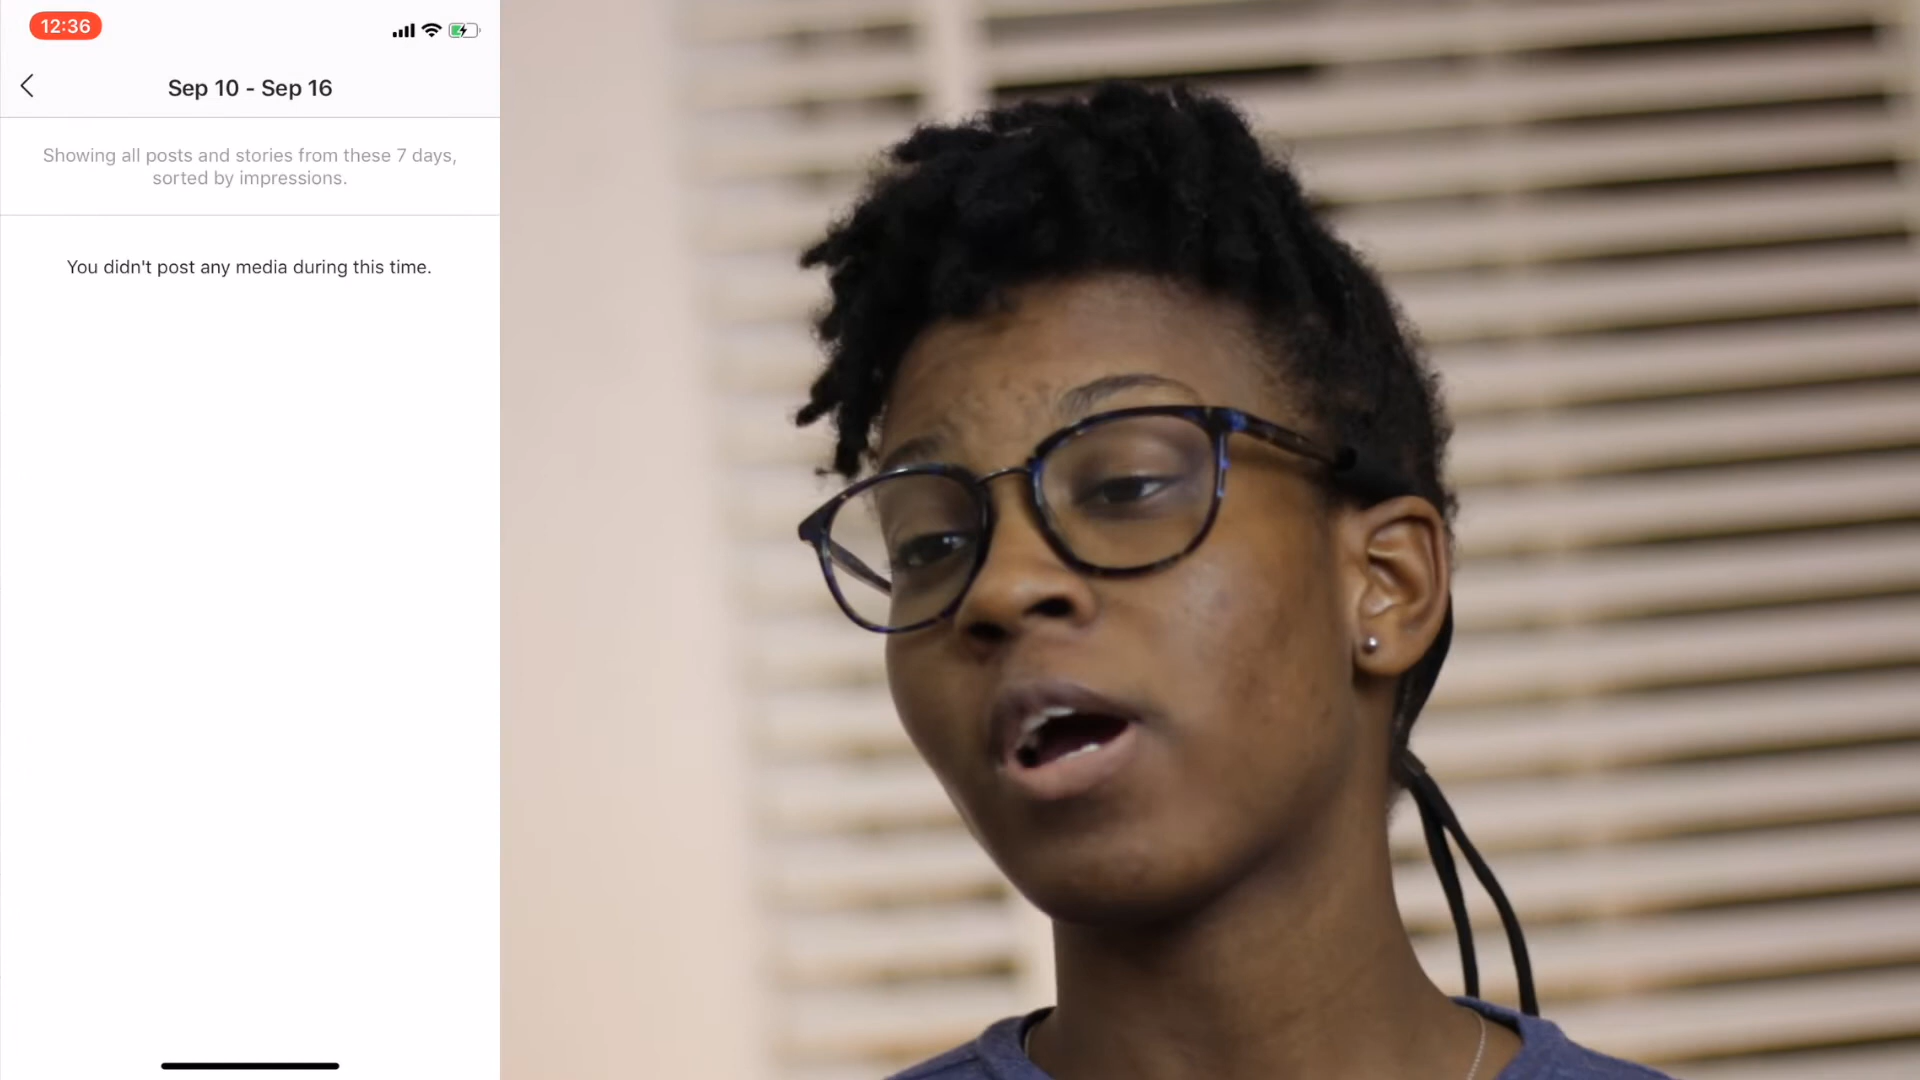 12:36
Sep 10 - Sep 16
Showing all posts and stories from these 7 days,
sorted by impressions.
You didn't post any media during this time.